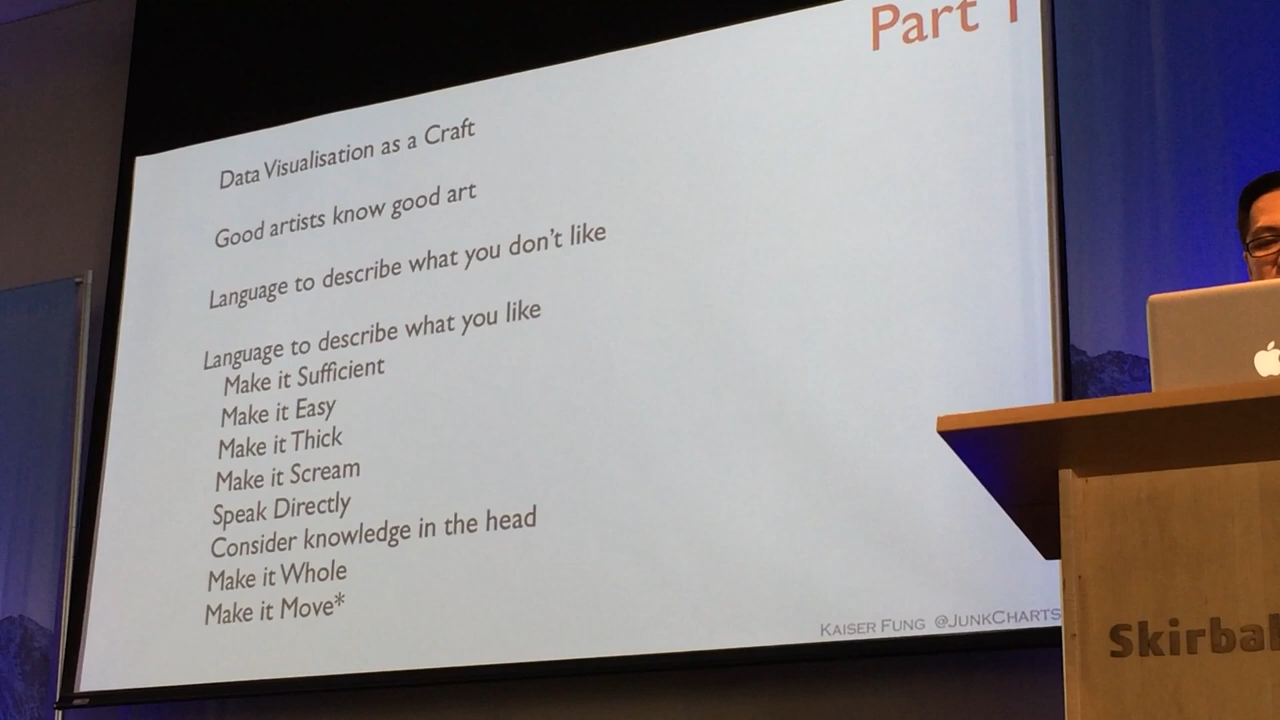 Part 1
Data Visualisation as a Craft
Good artists know good art
Language to describe what you don't like
Language to describe what you like
Make it Sufficient
Make it Easy
Make it Thick
Make it Scream
Speak Directly
Consider knowledge in the head
Make it Whole
Make it Move*
KAISER FUNG @JUNKCHARTS